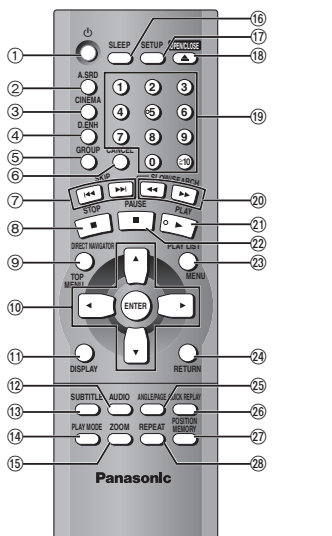 ⑯
SLEEP SETUP OPEN/CLOSE ⑰
① ⑱
A.SRD 1 2 3
② CINEMA
③ 4 5 6 ⑲
D.ENH
④ 7 8 9
GROUP CANCEL
⑤ 0 ≥10
⑥ SKIP SLOW/SEARCH
⑦ ⑳
STOP PAUSE PLAY ㉑
⑧ ㉒
DIRECT NAVIGATOR PLAY LIST
⑨ ㉓
TOP MENU MENU
⑩ ENTER
⑪ ㉔
DISPLAY RETURN
⑫ ㉕
SUBTITLE AUDIO ANGLE/PAGE QUICK REPLAY
⑬ ㉖
PLAY MODE ZOOM REPEAT POSITION MEMORY
⑭ ㉗
⑮ ㉘
Panasonic